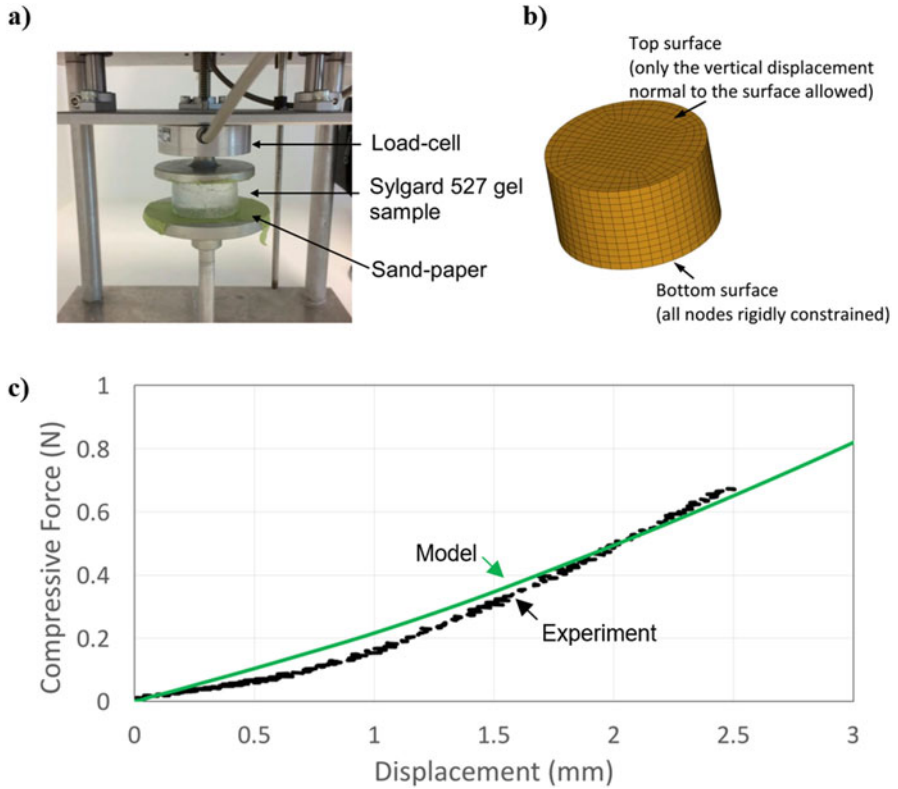 a)
b)
Load-cell
Sylgard 527 gel
sample
Sand-paper
Top surface
(only the vertical displacement
normal to the surface allowed)
Bottom surface
(all nodes rigidly constrained)
c)
Compressive Force (N)
1
0.8
0.6
0.4
0.2
0
Model
Experiment
0 0.5 1 1.5 2 2.5 3
Displacement (mm)